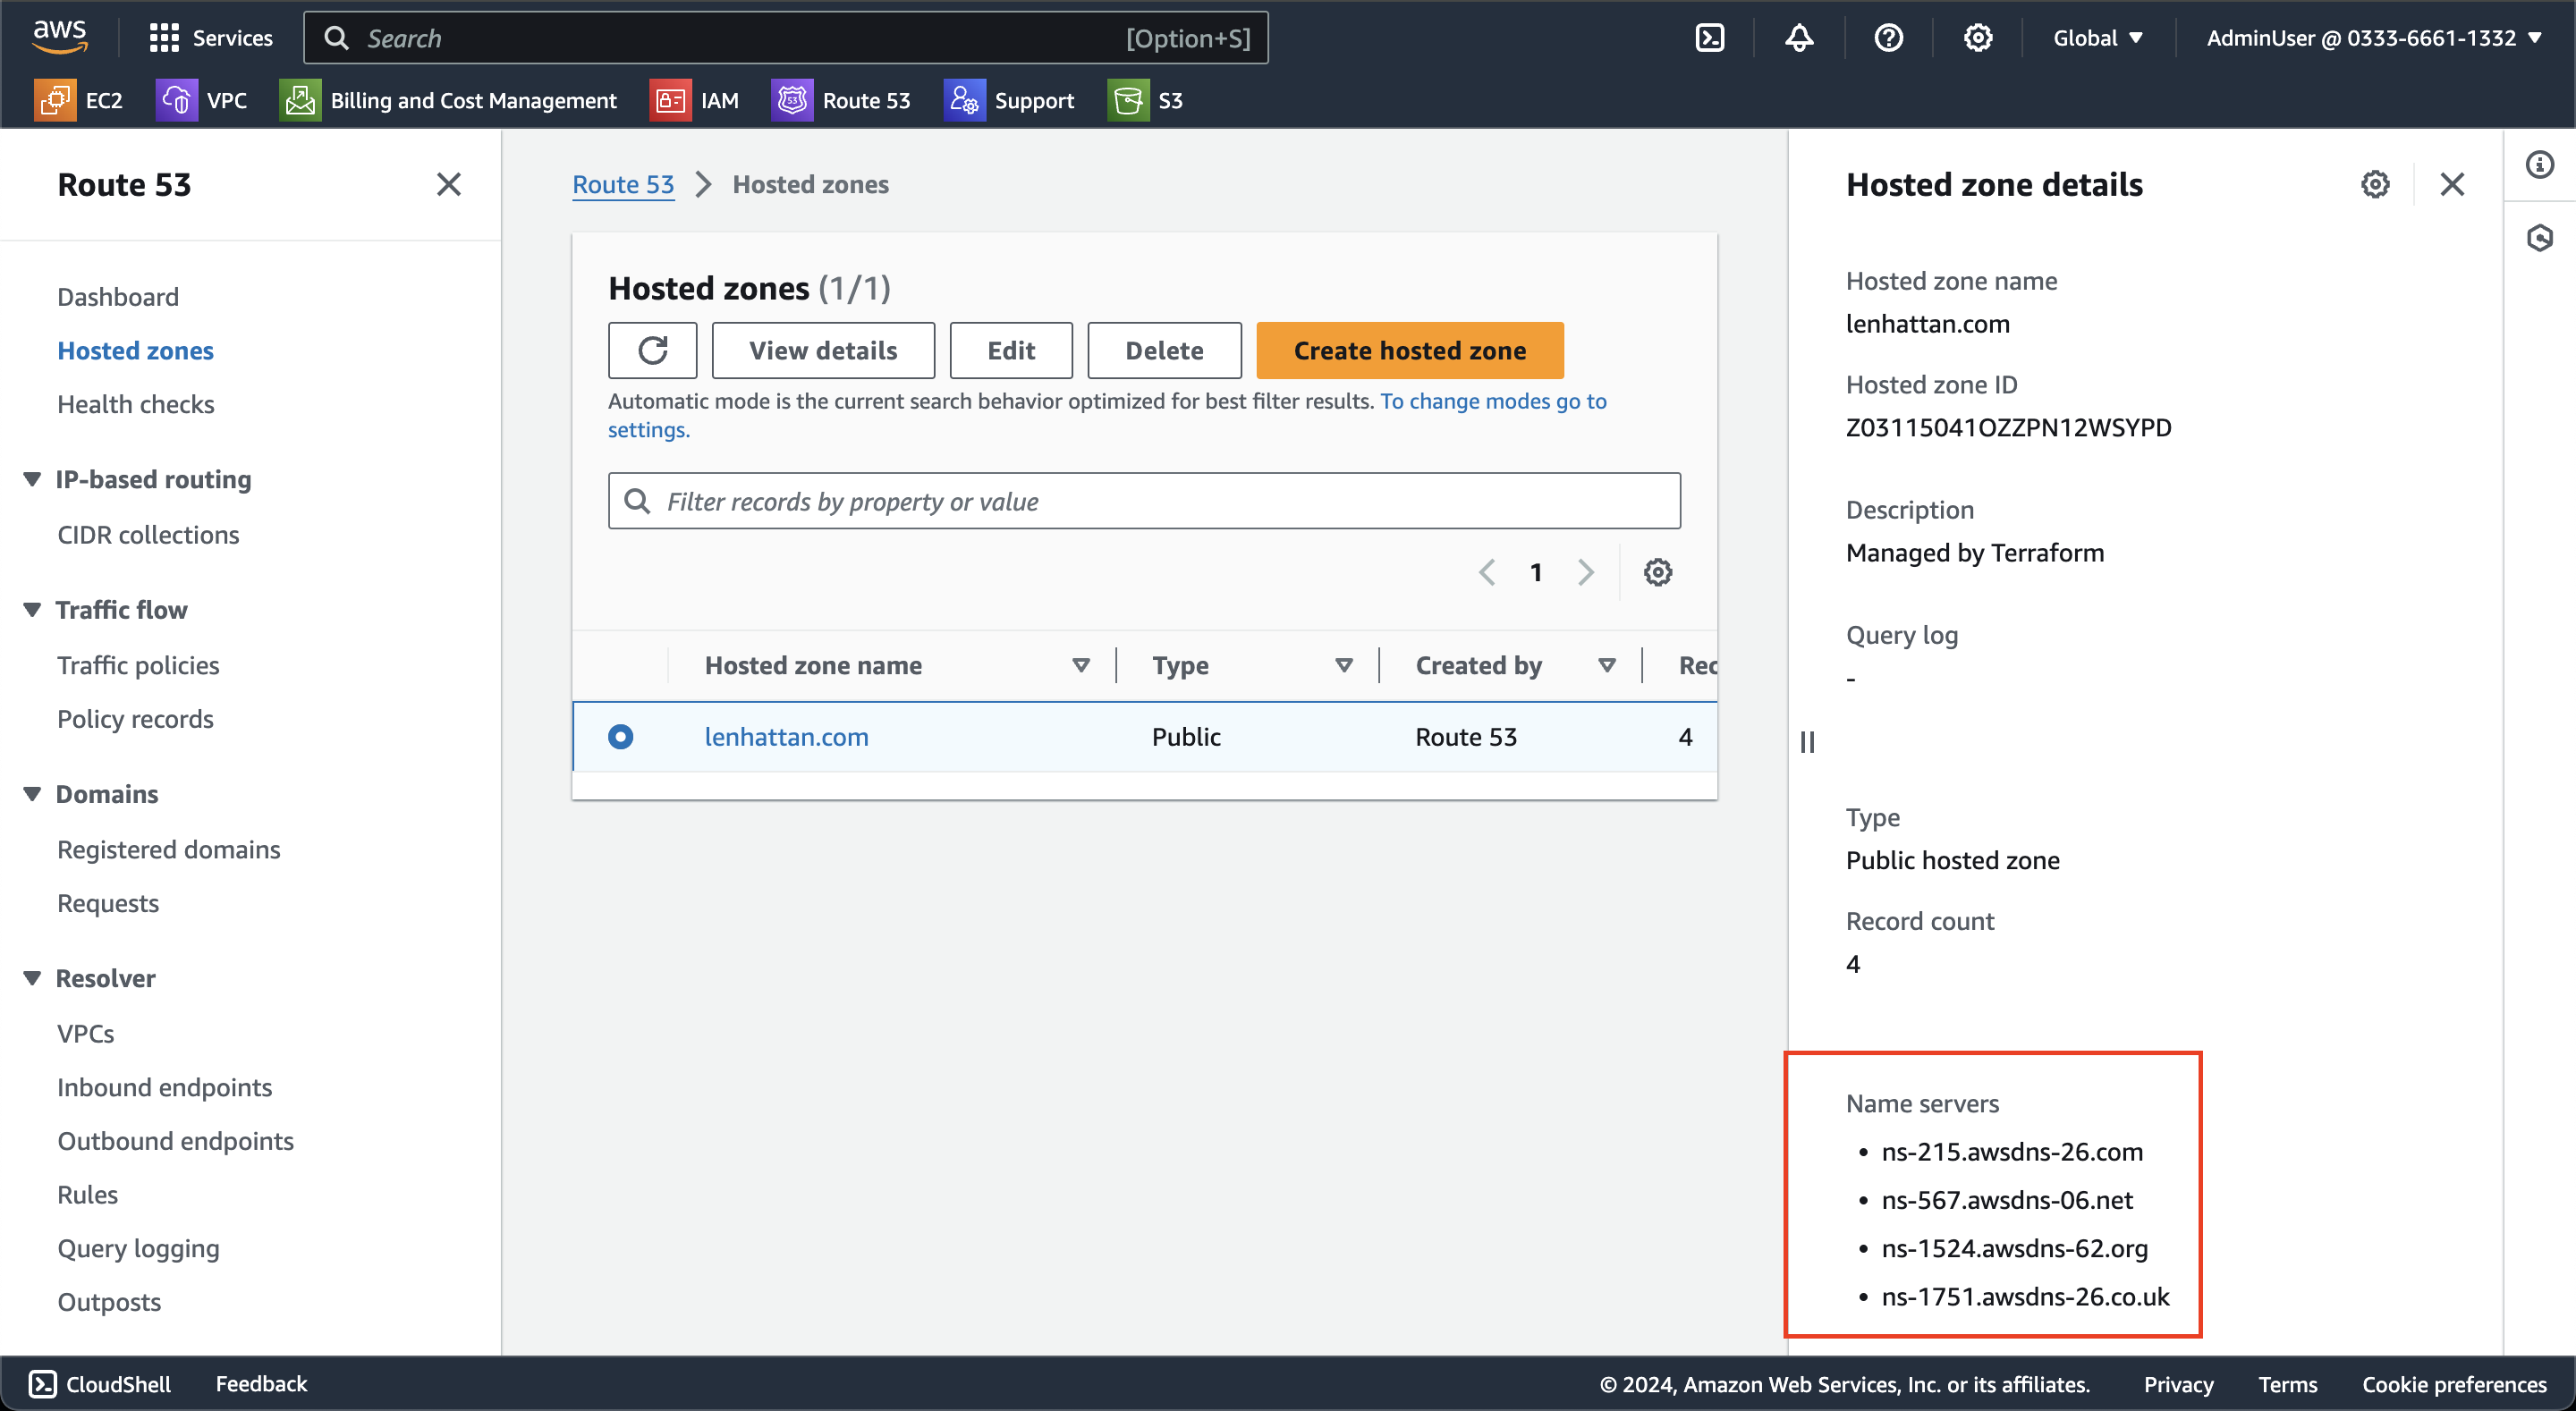 aws
Services
Search
[Option+S]
Global
AdminUser @ 0333-6661-1332
EC2
VPC
Billing and Cost Management
IAM
53
Route 53
Support
S3
Route 53
Dashboard
Hosted zones
Health checks
IP-based routing
CIDR collections
Traffic flow
Traffic policies
Policy records
Domains
Registered domains
Requests
Resolver
VPCs
Inbound endpoints
Outbound endpoints
Rules
Query logging
Outposts
Route 53
Hosted zones
Hosted zones (1/1)
View details
Edit
Delete
Create hosted zone
Automatic mode is the current search behavior optimized for best filter results. To change modes go to
settings.
Filter records by property or value
1
Hosted zone name
Type
Created by
Rec
lenhattan.com
Public
Route 53
4
Hosted zone details
Hosted zone name
lenhattan.com
Hosted zone ID
Z03115041OZZPN12WSYPD
Description
Managed by Terraform
Query log
-
Type
Public hosted zone
Record count
4
Name servers
• ns-215.awsdns-26.com
• ns-567.awsdns-06.net
• ns-1524.awsdns-62.org
• ns-1751.awsdns-26.co.uk
CloudShell
Feedback
© 2024, Amazon Web Services, Inc. or its affiliates.
Privacy
Terms
Cookie preferences